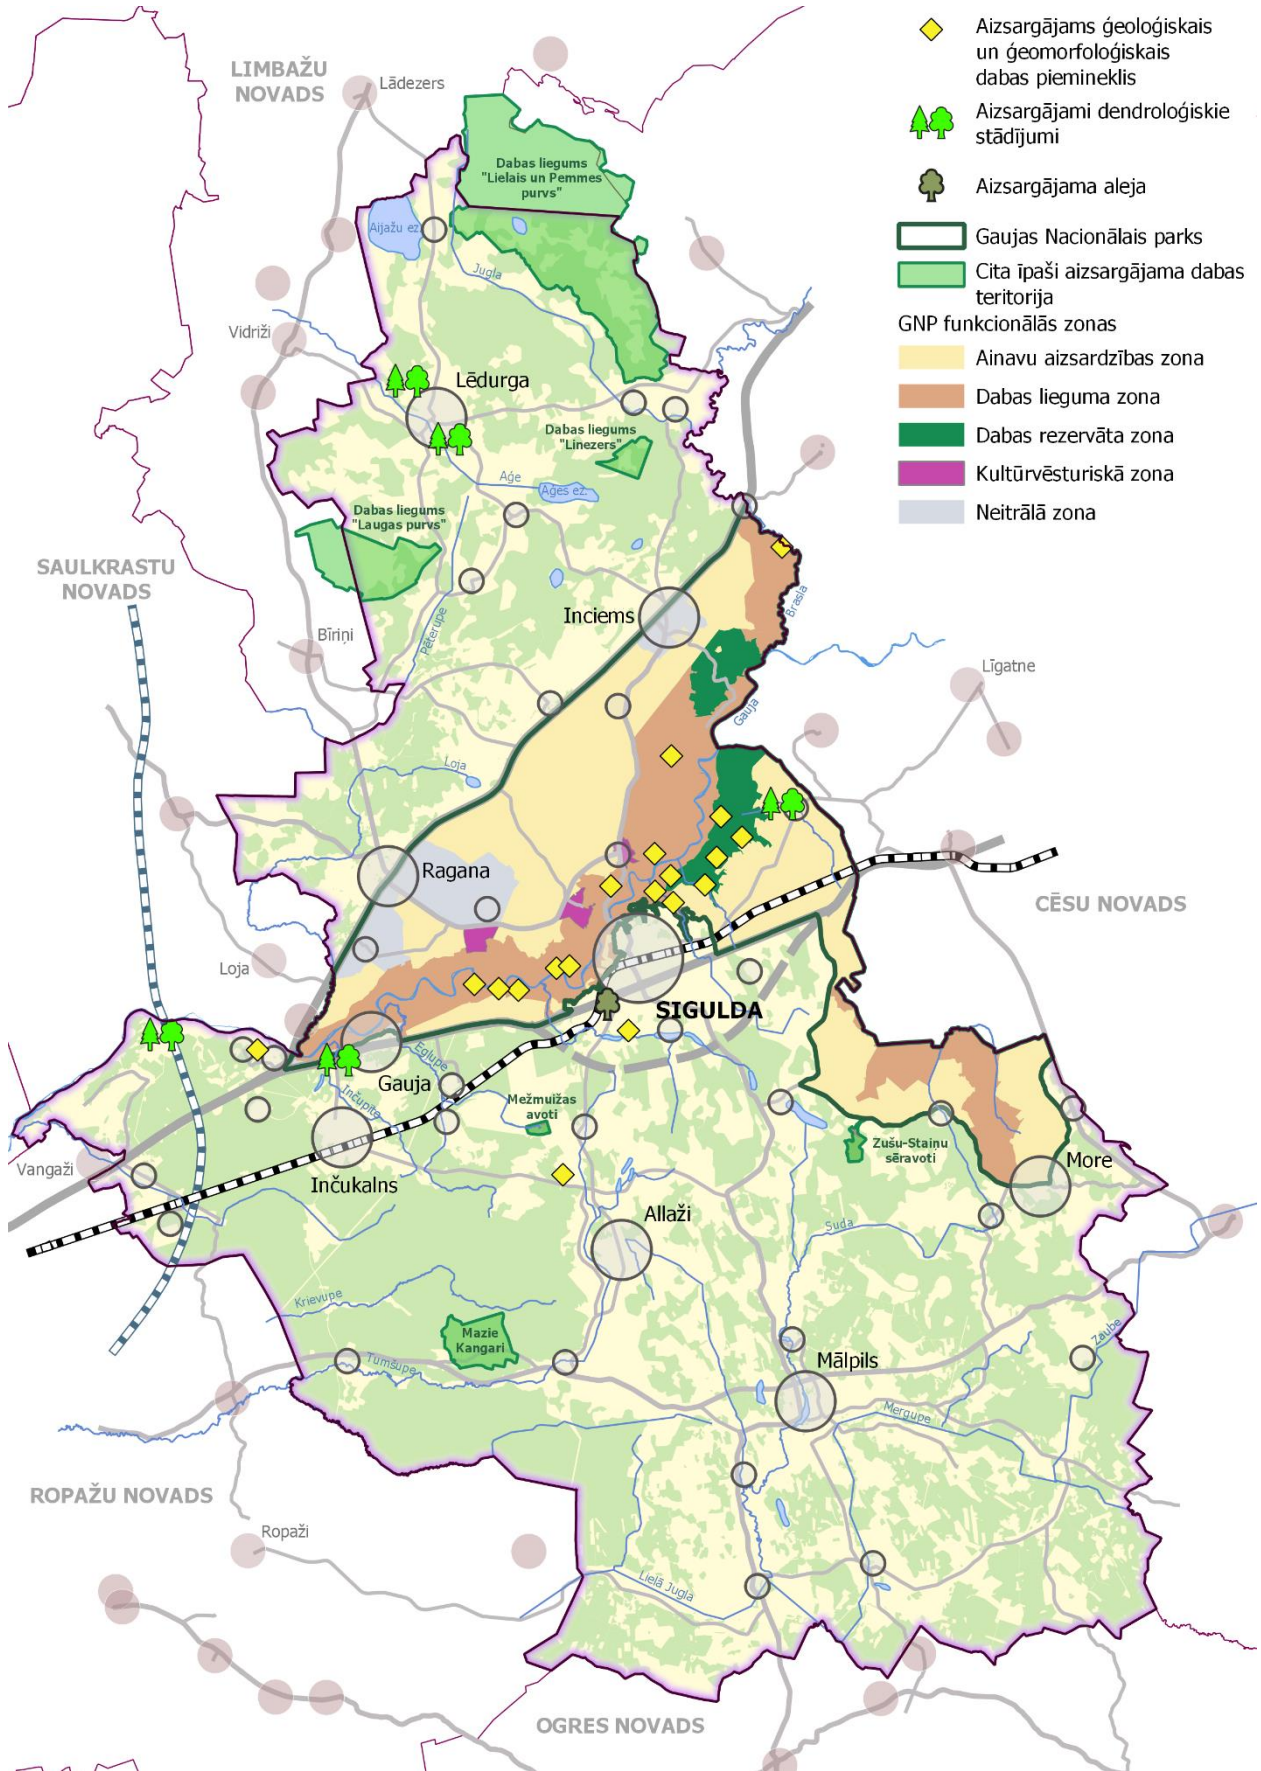 Aizsargājams ģeoloģiskais
un ģeomorfoloģiskais
dabas piemineklis
Aizsargājami dendroloģiskie
stādījumi
Aizsargājama aleja
Gaujas Nacionālais parks
Cita īpaši aizsargājama dabas
teritorija
GNP funkcionālās zonas
Ainavu aizsardzības zona
Dabas lieguma zona
Dabas rezervāta zona
Kultūrvēsturiskā zona
Neitrālā zona
LIMBAŽU
NOVADS
Lādezers
Dabas liegums
"Lielais un Pemmes
purvs"
Aijažu ez.
Jugla
Vidriži
Lēdurga
Dabas liegums
"Linezers"
Aģe
Aģes ez.
Dabas liegums
"Laugas purvs"
SAULKRASTU
NOVADS
Inciems
Brasla
Bīriņi
Pēterupe
Līgatne
Gauja
Loja
Ragana
CĒSU NOVADS
Loja
SIGULDA
Gauja
Egļupe
Inčupite
Mežmuižas
avoti
Zušu-Staiņu
sēravoti
More
Vangaži
Inčukalns
Allaži
Suda
Krievupe
Mazie
Kangari
Tumšupe
Zaube
Mālpils
Mergupe
ROPAŽU NOVADS
Ropaži
Lielā Jugla
OGRES NOVADS